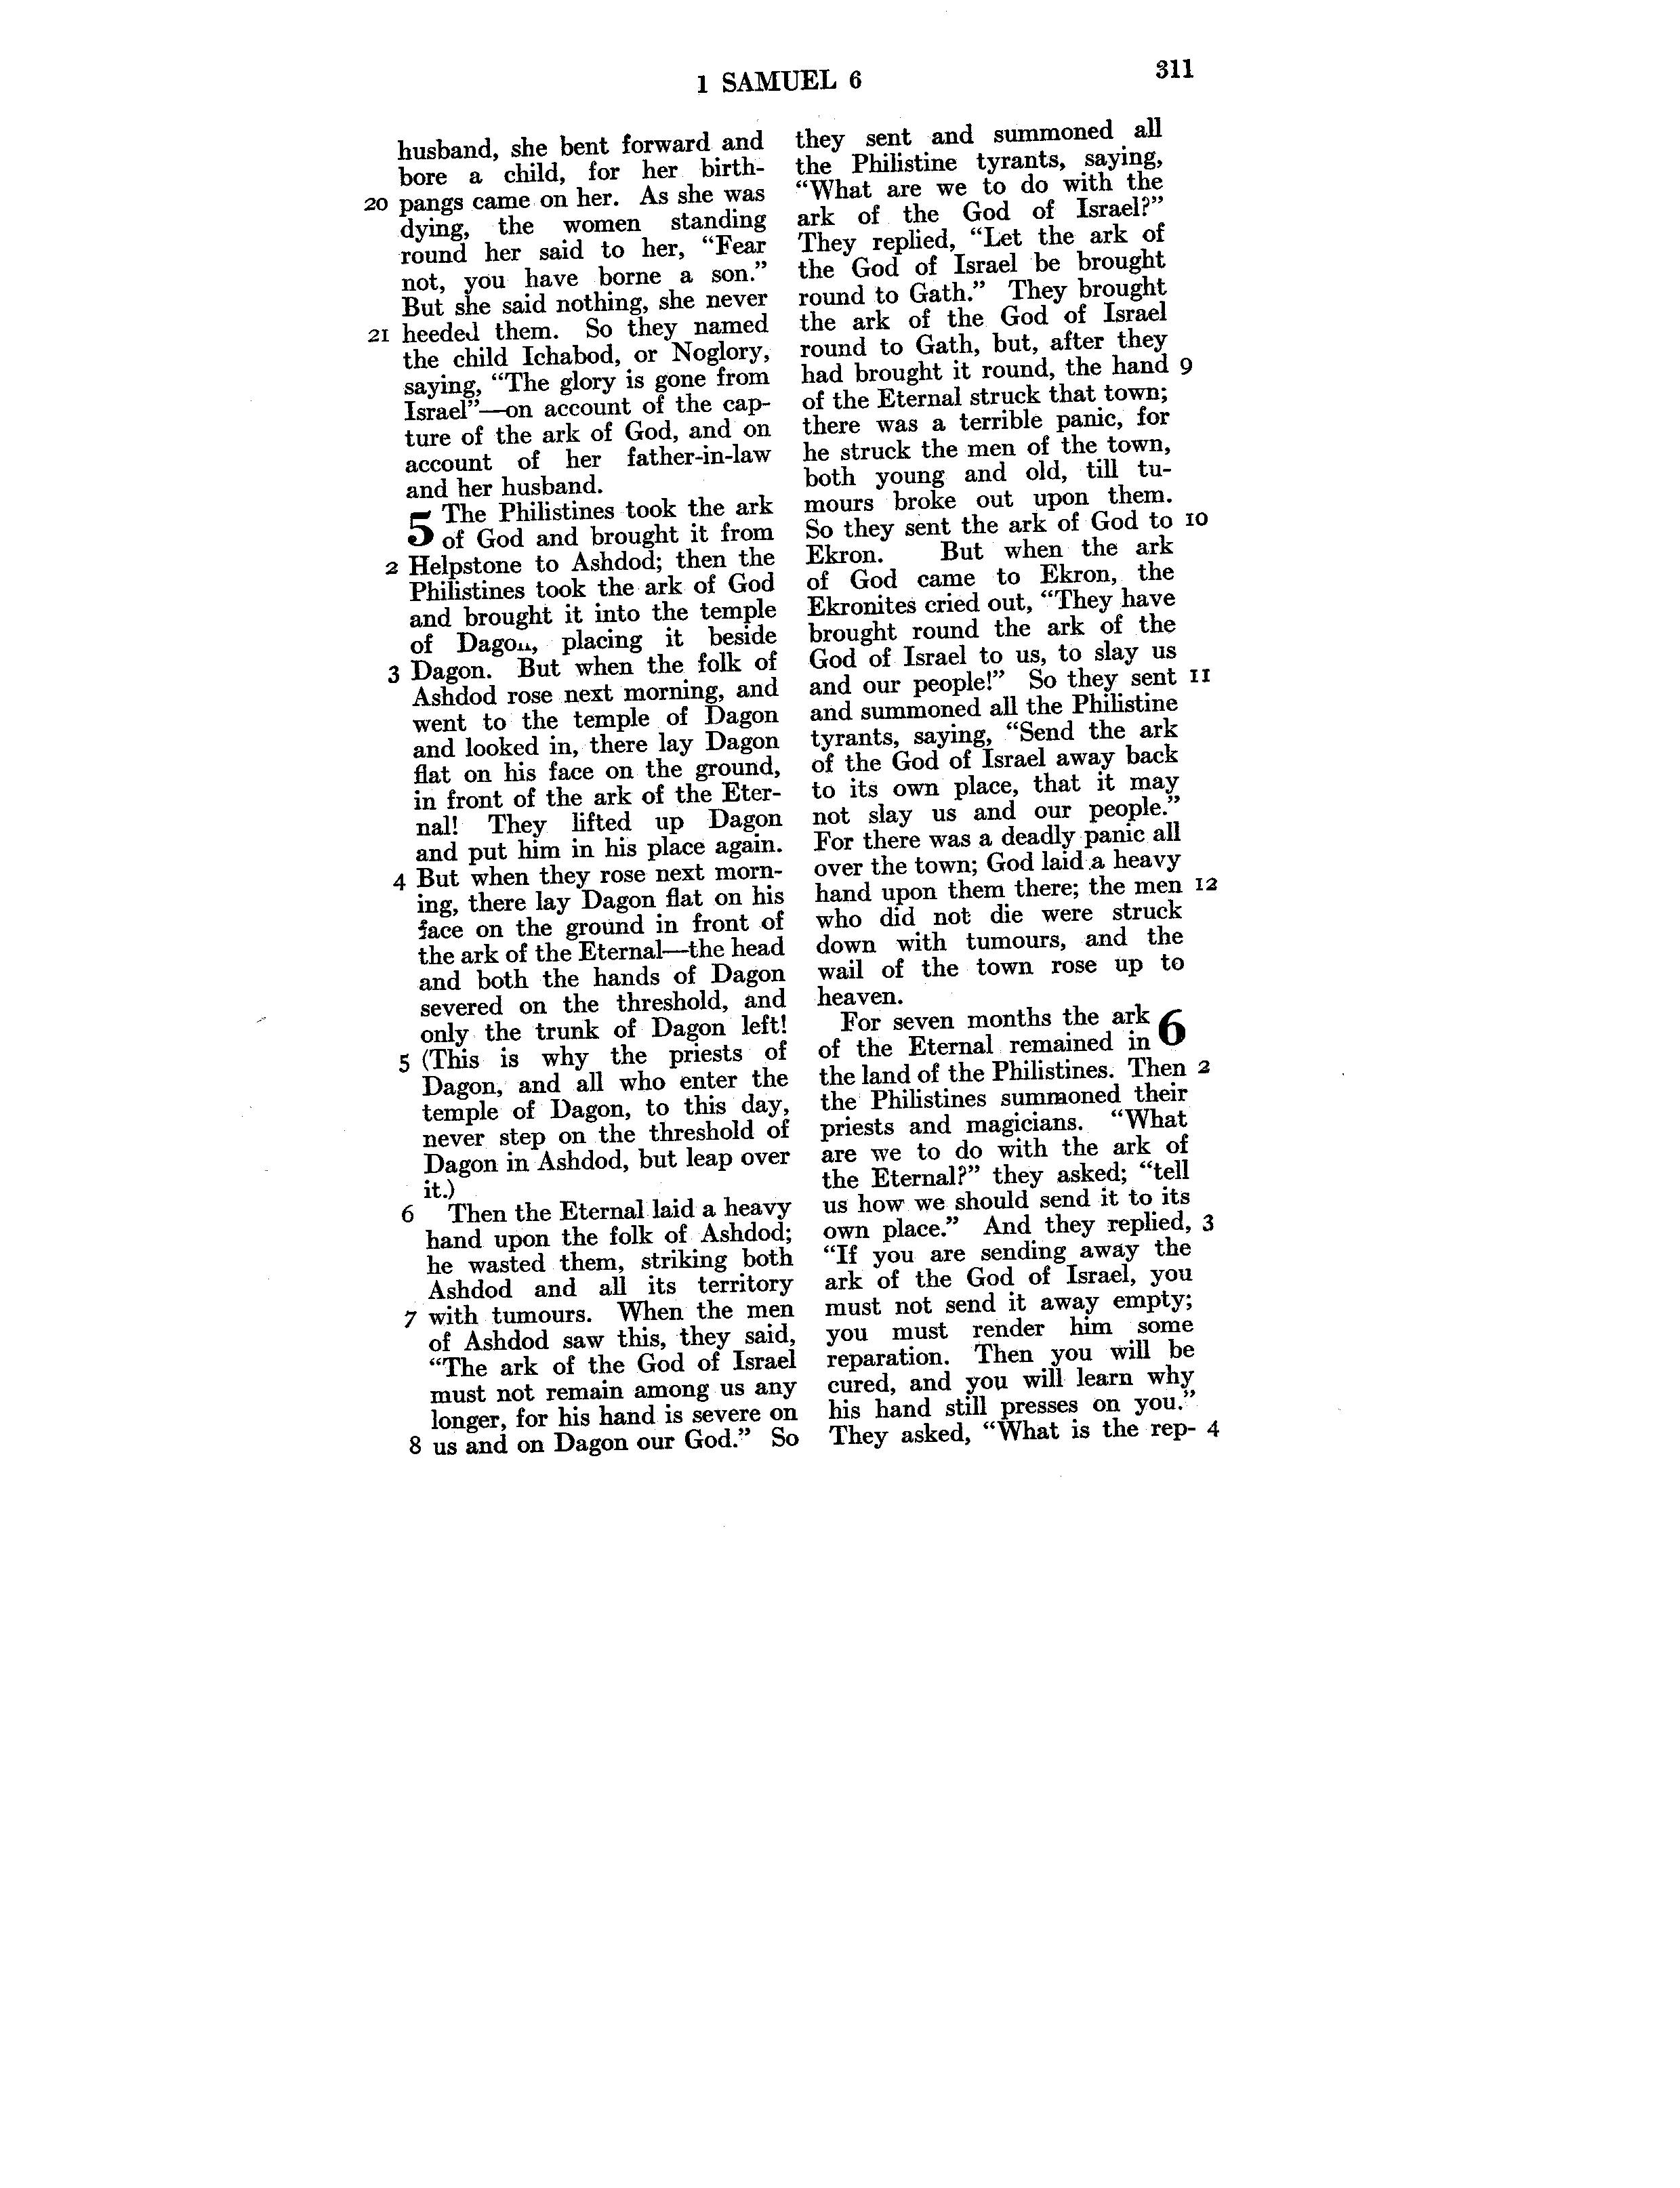 1 SAMUEL 6
311
husband, she bent forward and
bore a child, for her birth-
20 pangs came on her. As she was
dying, the women standing
round her said to her, “Fear
not, you have borne a son.”
But she said nothing, she never
21 heeded them. So they named
the child Ichabod, or Noglory,
saying, “The glory is gone from
Israel”—on account of the cap-
ture of the ark of God, and on
account of her father-in-law
and her husband.
5 The Philistines took the ark
of God and brought it from
2 Helpstone to Ashdod; then the
Philistines took the ark of God
and brought it into the temple
of Dagon, placing it beside
3 Dagon. But when the folk of
Ashdod rose next morning, and
went to the temple of Dagon
and looked in, there lay Dagon
flat on his face on the ground,
in front of the ark of the Eter-
nal! They lifted up Dagon
and put him in his place again.
4 But when they rose next morn-
ing, there lay Dagon flat on his
face on the ground in front of
the ark of the Eternal—the head
and both the hands of Dagon
severed on the threshold, and
only the trunk of Dagon left!
5 (This is why the priests of
Dagon, and all who enter the
temple of Dagon, to this day,
never step on the threshold of
Dagon in Ashdod, but leap over
it.)
6 Then the Eternal laid a heavy
hand upon the folk of Ashdod;
he wasted them, striking both
Ashdod and all its territory
7 with tumours. When the men
of Ashdod saw this, they said,
“The ark of the God of Israel
must not remain among us any
longer, for his hand is severe on
8 us and on Dagon our God.” So
they sent and summoned all
the Philistine tyrants, saying,
“What are we to do with the
ark of the God of Israel?”
They replied, “Let the ark of
the God of Israel be brought
round to Gath.” They brought
the ark of the God of Israel
round to Gath, but, after they
had brought it round, the hand 9
of the Eternal struck that town;
there was a terrible panic, for
he struck the men of the town,
both young and old, till tu-
mours broke out upon them.
So they sent the ark of God to 10
Ekron. But when the ark
of God came to Ekron, the
Ekronites cried out, “They have
brought round the ark of the
God of Israel to us, to slay us
and our people!” So they sent 11
and summoned all the Philistine
tyrants, saying, “Send the ark
of the God of Israel away back
to its own place, that it may
not slay us and our people.”
For there was a deadly panic all
over the town; God laid a heavy
hand upon them there; the men 12
who did not die were struck
down with tumours, and the
wail of the town rose up to
heaven.
For seven months the ark 6
of the Eternal remained in
the land of the Philistines. Then 2
the Philistines summoned their
priests and magicians. “What
are we to do with the ark of
the Eternal?” they asked; “tell
us how we should send it to its
own place.” And they replied, 3
“If you are sending away the
ark of the God of Israel, you
must not send it away empty;
you must render him some
reparation. Then you will be
cured, and you will learn why
his hand still presses on you.”
They asked, “What is the rep- 4